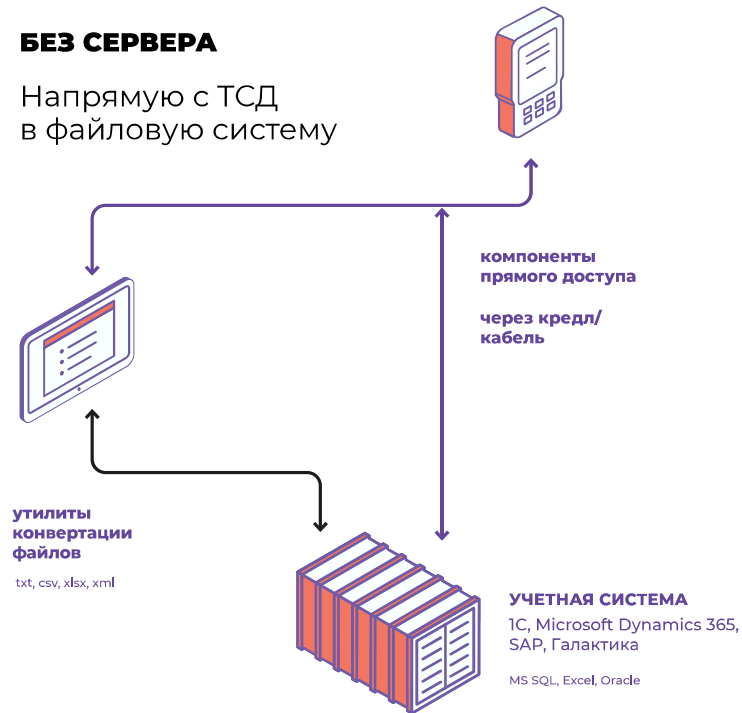 БЕЗ СЕРВЕРА
Напрямую с ТСД
в файловую систему
компоненты
прямого доступа
через кредл/
кабель
утилиты
конвертации
файлов
txt, csv, xlsx, xml
УЧЕТНАЯ СИСТЕМА
1С, Microsoft Dynamics 365,
SAP, Галактика
MS SQL, Excel, Oracle